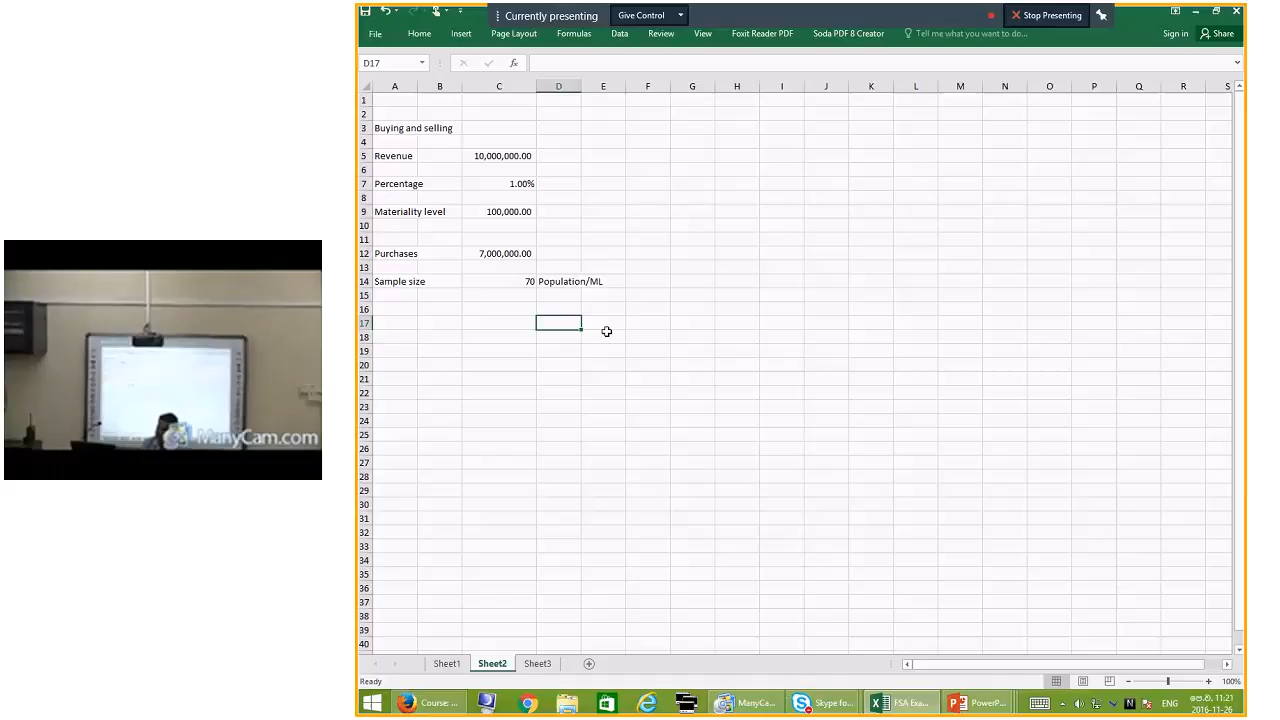 Currently presenting
Give Control
Stop Presenting
File Home Insert Page Layout Formulas Data Review View Foxit Reader PDF Soda PDF 8 Creator Tell me what you want to do... Sign in Share
D17 fx
A B C D E F G H I J K L M N O P Q R S
1
2
3 Buying and selling
4
5 Revenue 10,000,000.00
6
7 Percentage 1.00%
8
9 Materiality level 100,000.00
10
11
12 Purchases 7,000,000.00
13
14 Sample size 70 Population/ML
15
16
17
18
19
20
21
22
23
24
25
26
27
28
29
30
31
32
33
34
35
36
37
38
39
40
ManyCam.com
Sheet1 Sheet2 Sheet3
Ready 100%
Course: ... ManyCa... Skype fo... FSA Exa... PowerP... ENG 11:21
2016-11-26